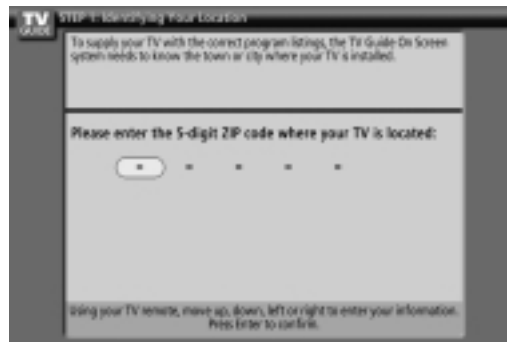 TV
GUIDE
STEP 1: Identifying Your Location
To supply your TV with the correct program listings, the TV Guide On Screen
system needs to know the town or city where your TV is installed.
Please enter the 5-digit ZIP code where your TV is located:
- - - - -
Using your TV remote, move up, down, left or right to enter your information.
Press Enter to confirm.